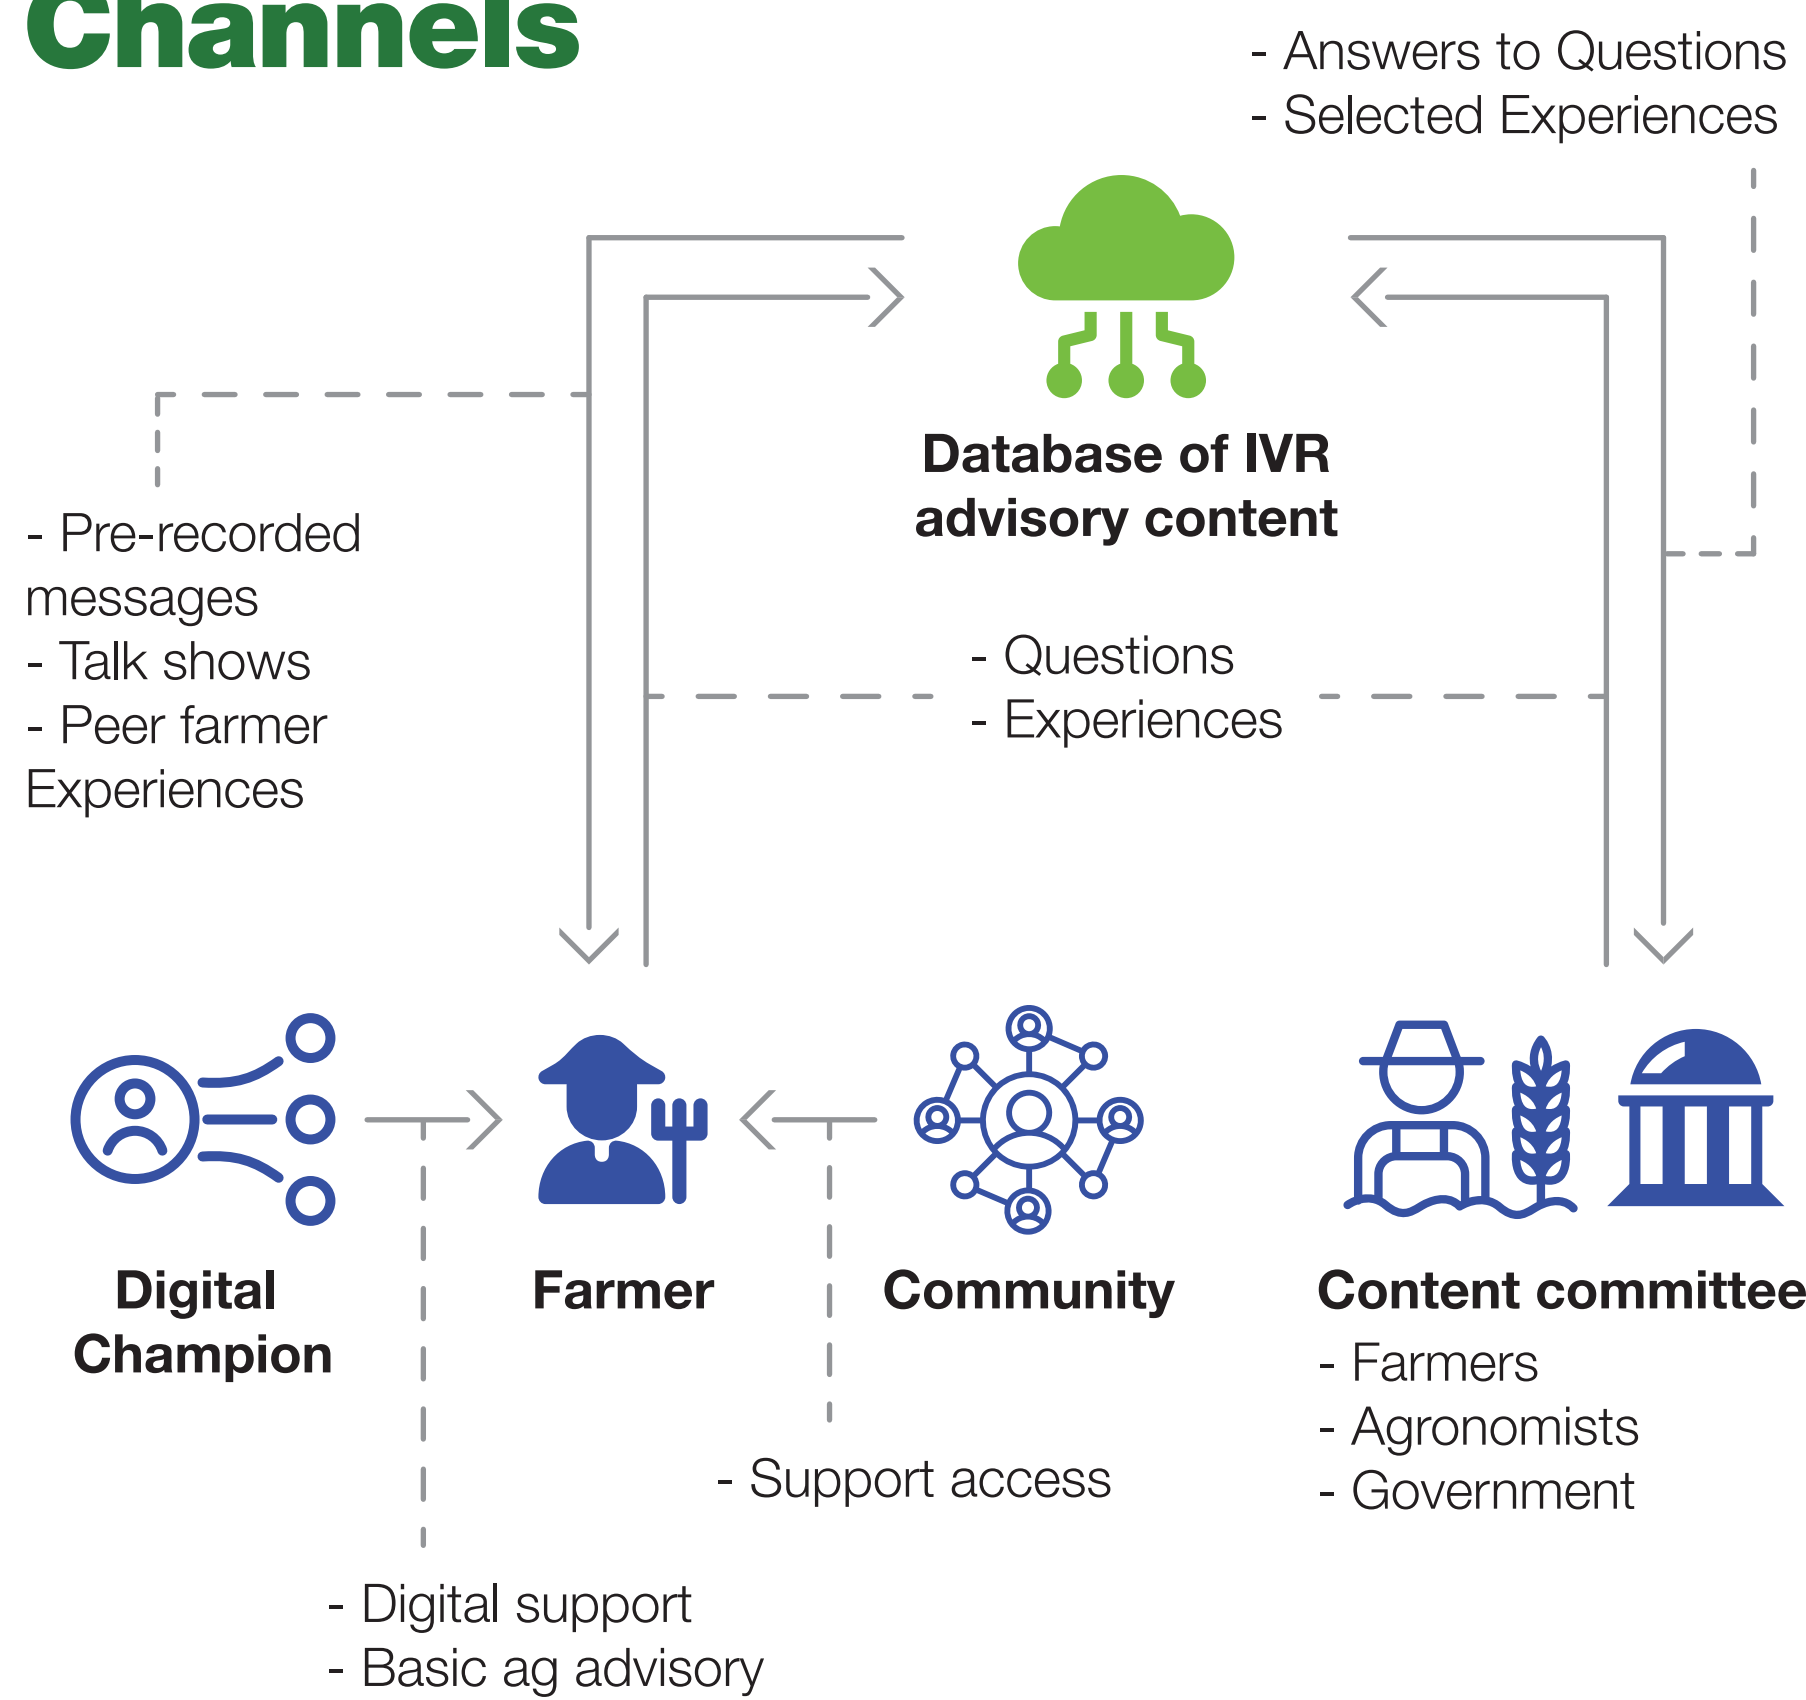 Channels
- Answers to Questions
- Selected Experiences
Database of IVR
advisory content
- Pre-recorded
messages
- Talk shows
- Peer farmer
Experiences
- Questions
- Experiences
Digital
Champion
Farmer
Community
Content committee
- Farmers
- Agronomists
- Government
- Support access
- Digital support
- Basic ag advisory